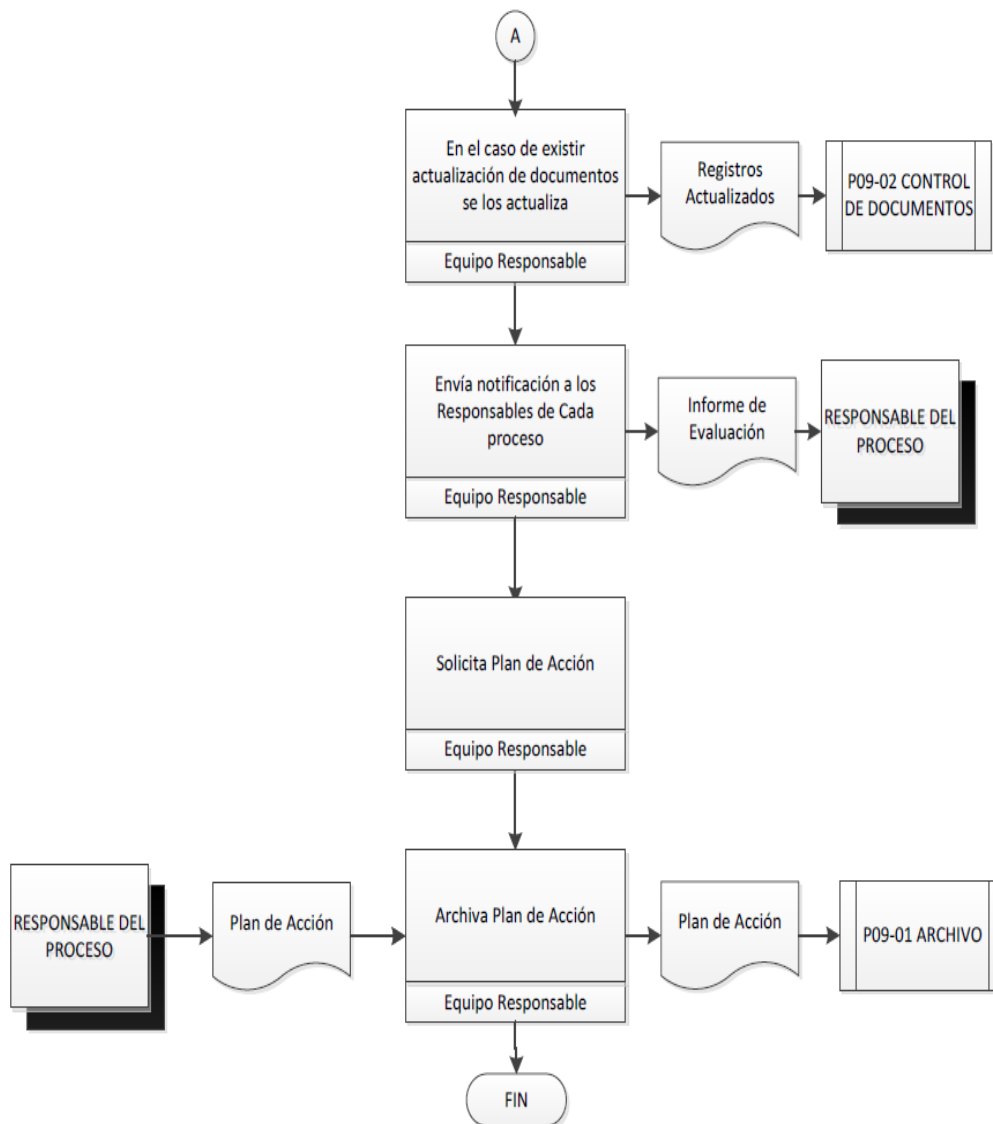 A
En el caso de existir
actualización de documentos
se los actualiza
Equipo Responsable
Registros
Actualizados
P09-02 CONTROL
DE DOCUMENTOS
Envía notificación a los
Responsables de Cada
proceso
Equipo Responsable
Informe de
Evaluación
RESPONSABLE DEL
PROCESO
Solicita Plan de Acción
Equipo Responsable
RESPONSABLE DEL
PROCESO
Plan de Acción
Archiva Plan de Acción
Equipo Responsable
Plan de Acción
P09-01 ARCHIVO
FIN